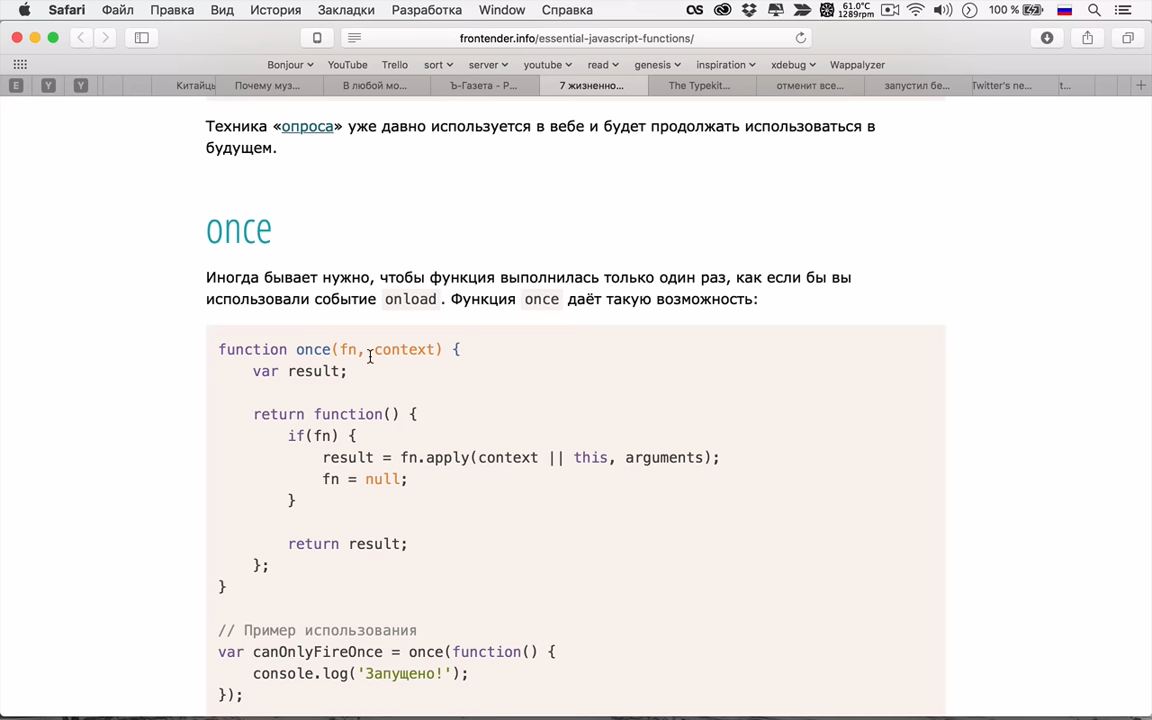 Safari Файл Правка Вид История Закладки Разработка Window Справка 61.0°C 1289rpm 100 %
frontender.info/essential-javascript-functions/
Bonjour YouTube Trello sort server youtube read genesis inspiration xdebug Wappalyzer
E Y Y Китайць Почему муз... В любой мо... Ъ-Газета - Р... 7 жизненно... The Typekit... отменит все... запустил бе... Twitter's ne... t...
Техника «опроса» уже давно используется в вебе и будет продолжать использоваться в
будущем.
once
Иногда бывает нужно, чтобы функция выполнилась только один раз, как если бы вы
использовали событие onload. Функция once даёт такую возможность:
function once(fn, context) {
var result;
return function() {
if(fn) {
result = fn.apply(context || this, arguments);
fn = null;
}
return result;
};
}
// Пример использования
var canOnlyFireOnce = once(function() {
console.log('Запущено!');
});